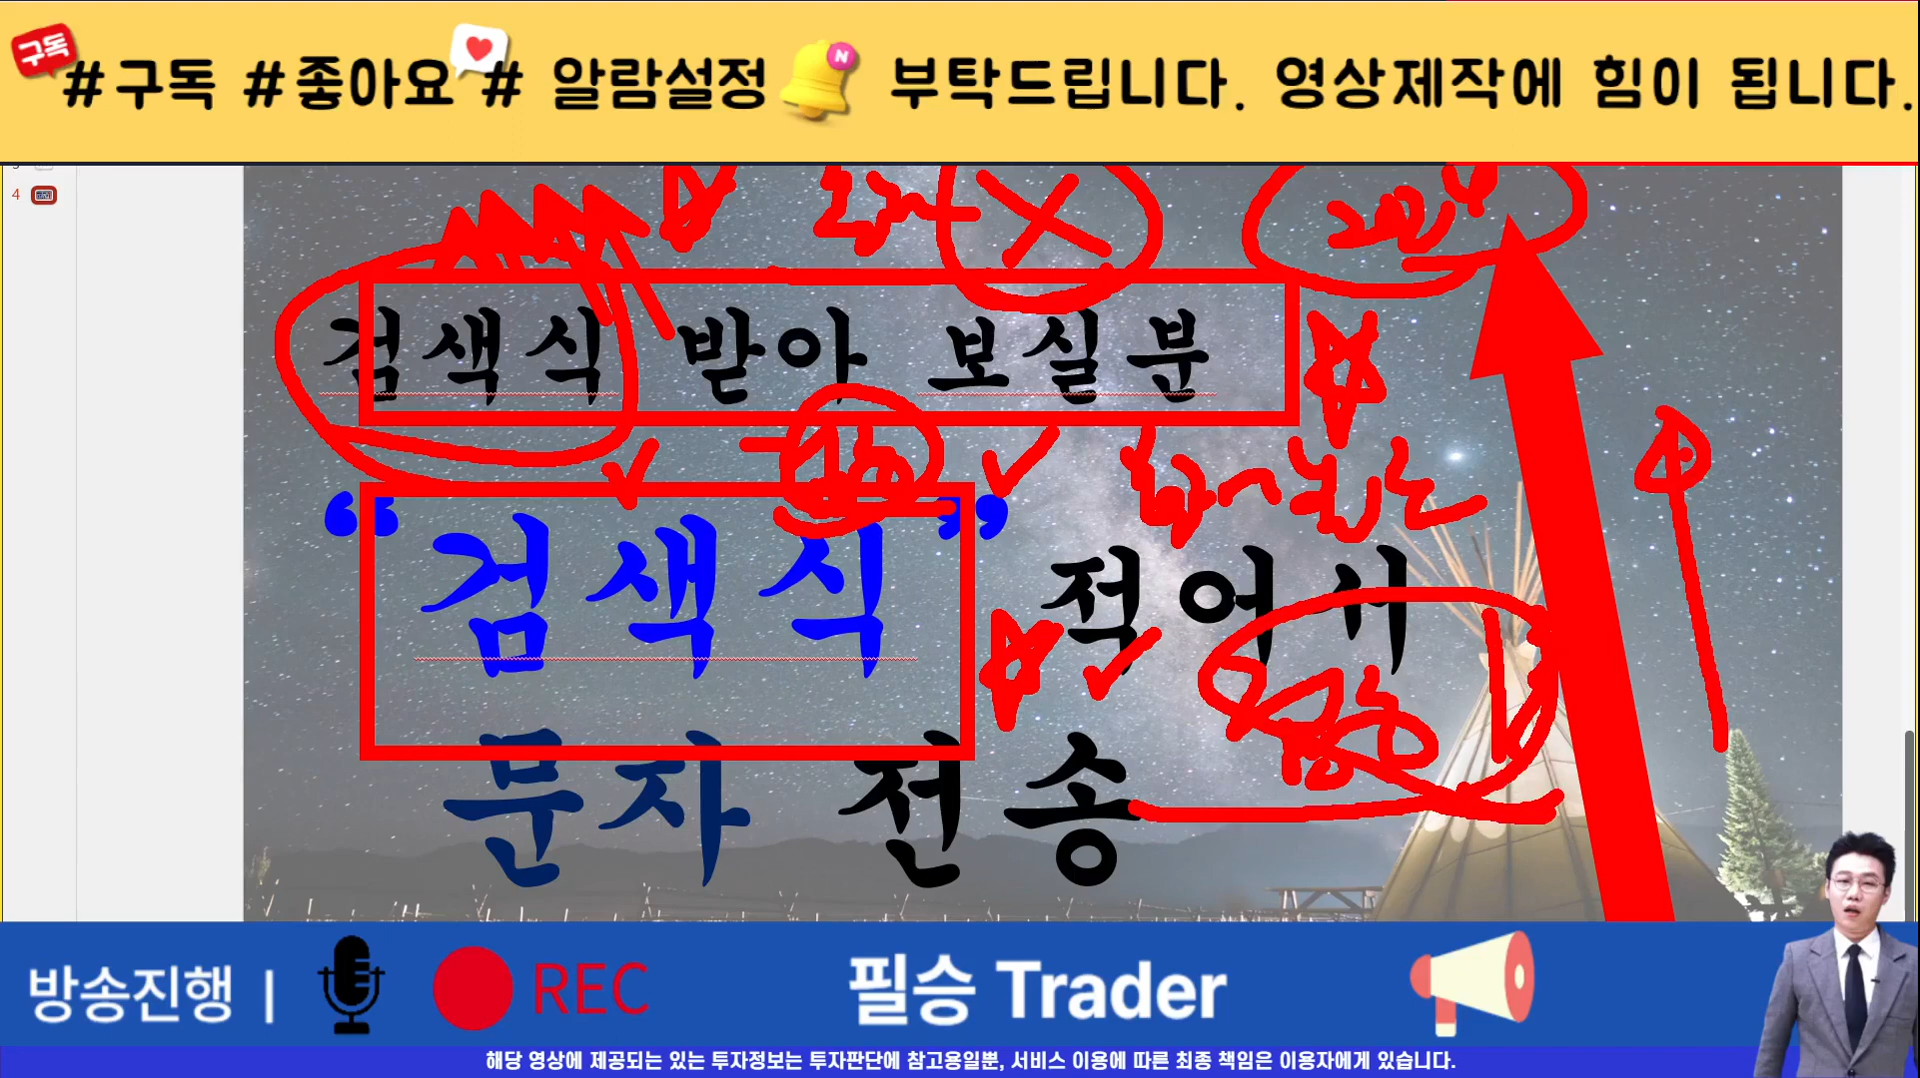 구독
#구독 #좋아요 # 알람설정 N 부탁드립니다. 영상제작에 힘이 됩니다.
4
검색식 받아 보실분
-15
“검색식” 적어서
문자 전송
방송진행 | REC 필승 Trader
해당 영상에 제공되는 있는 투자정보는 투자판단에 참고용일뿐, 서비스 이용에 따른 최종 책임은 이용자에게 있습니다.